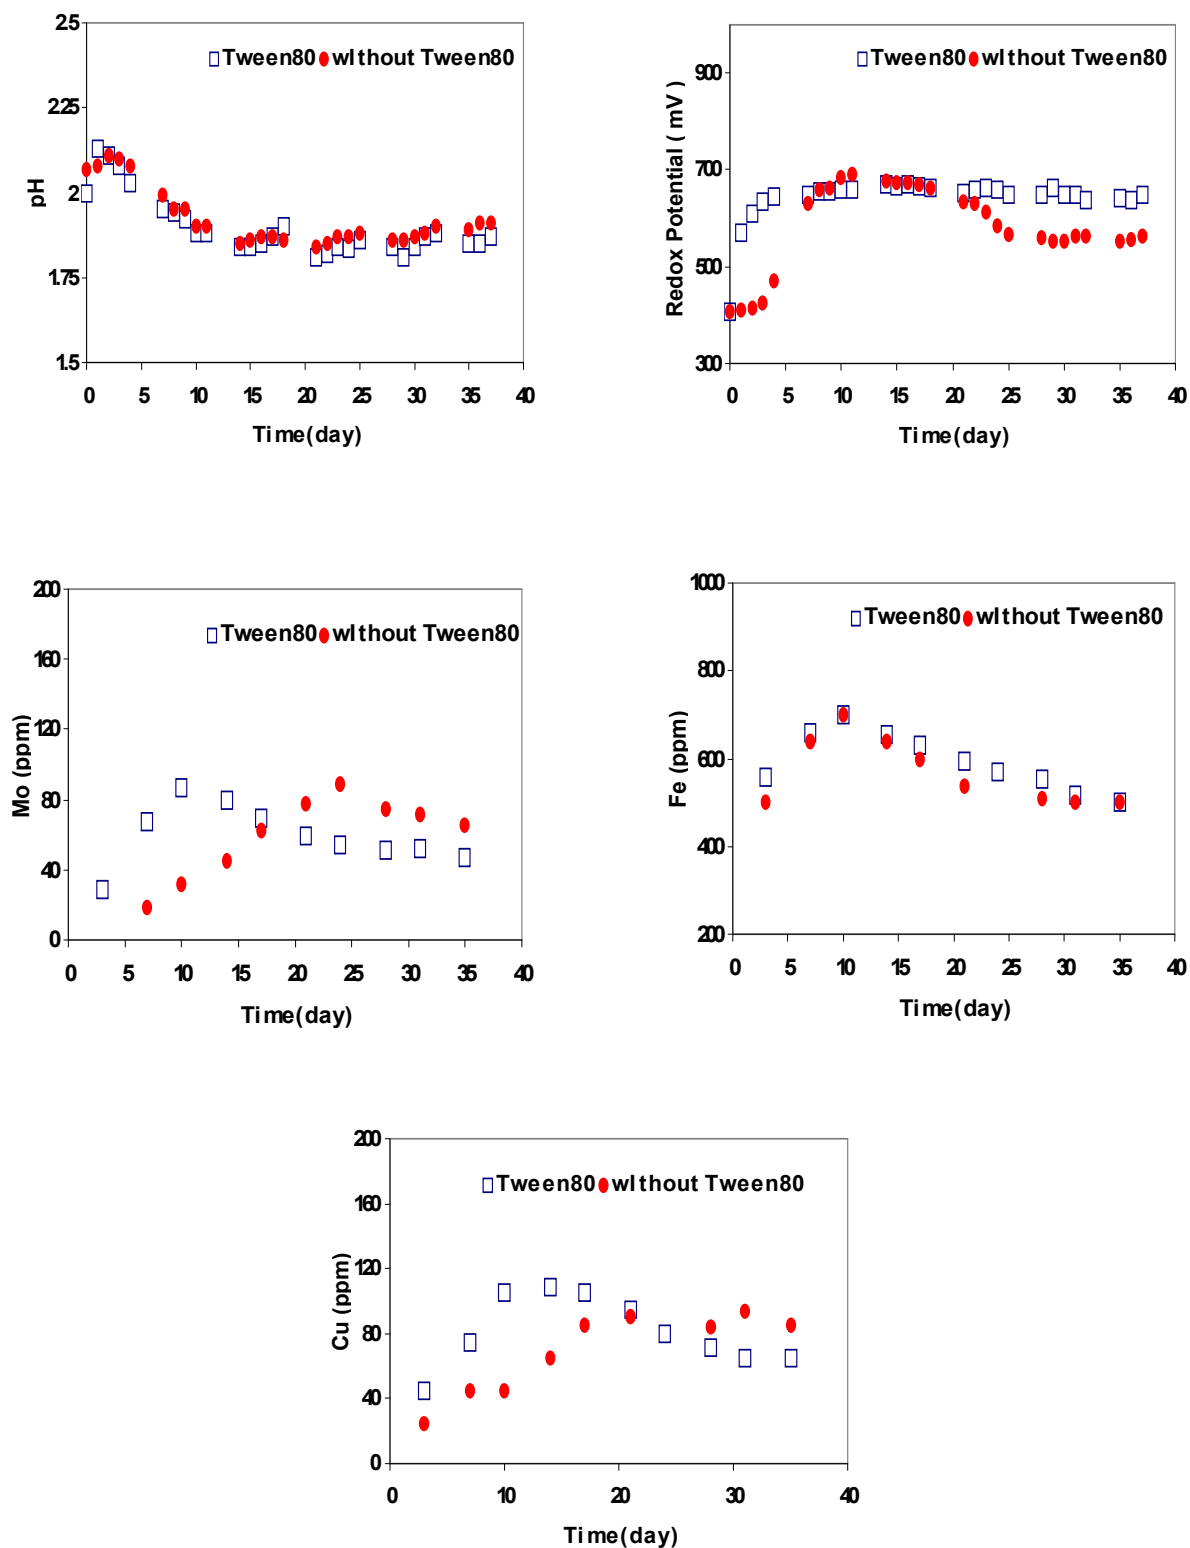 2.5
Tween80 wIthout Tween80
2.25
pH
2
1.75
1.5
0 5 10 15 20 25 30 35 40
Time(day)
Tween80 wIthout Tween80
900
Redox Potential ( mV )
700
500
300
0 5 10 15 20 25 30 35 40
Time(day)
200
Tween80 wIthout Tween80
160
120
Mo (ppm)
80
40
0
0 5 10 15 20 25 30 35 40
Time(day)
1000
Tween80 wIthout Tween80
800
Fe (ppm)
600
400
200
0 5 10 15 20 25 30 35 40
Time(day)
200
Tween80 wIthout Tween80
160
120
Cu (ppm)
80
40
0
0 10 20 30 40
Time(day)